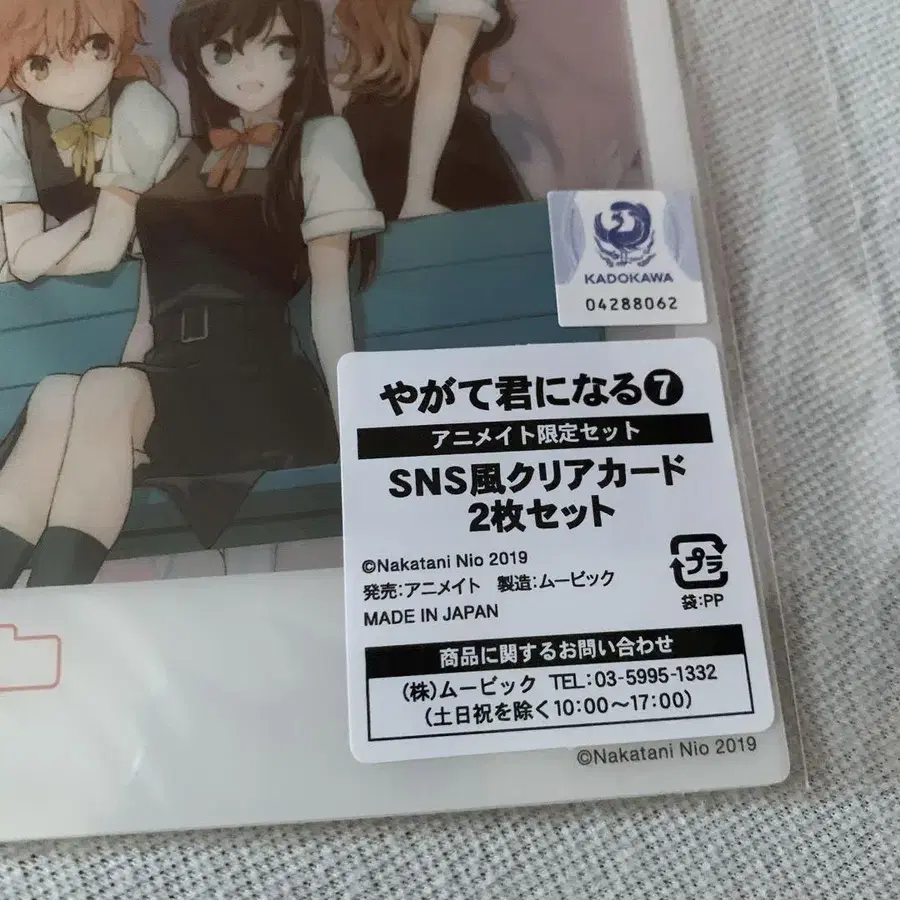 KADOKAWA
04288062
やがて君になる❼
アニメイト限定セット
SNS風クリアカード
2枚セット
©Nakatani Nio 2019
発売:アニメイト 製造:ムービック
MADE IN JAPAN
プラ
袋:PP
商品に関するお問い合わせ
(株)ムービック TEL:03-5995-1332
(土日祝を除く10:00〜17:00)
©Nakatani Nio 2019